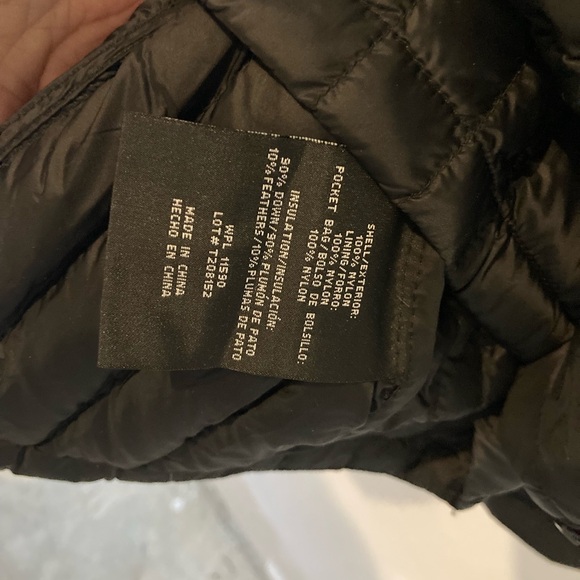 SHELL/EXTERIOR:
100% NYLON
LINING/FORRO:
100% NYLON
POCKET BAG/BOLSO DE BOLSILLO:
100% NYLON
INSULATION/INSULACIÓN:
90% DOWN/90% PLUMÓN DE PATO
10% FEATHERS/10% PLUMAS DE PATO
WPL 11590
LOT# T208152
MADE IN CHINA
HECHO EN CHINA